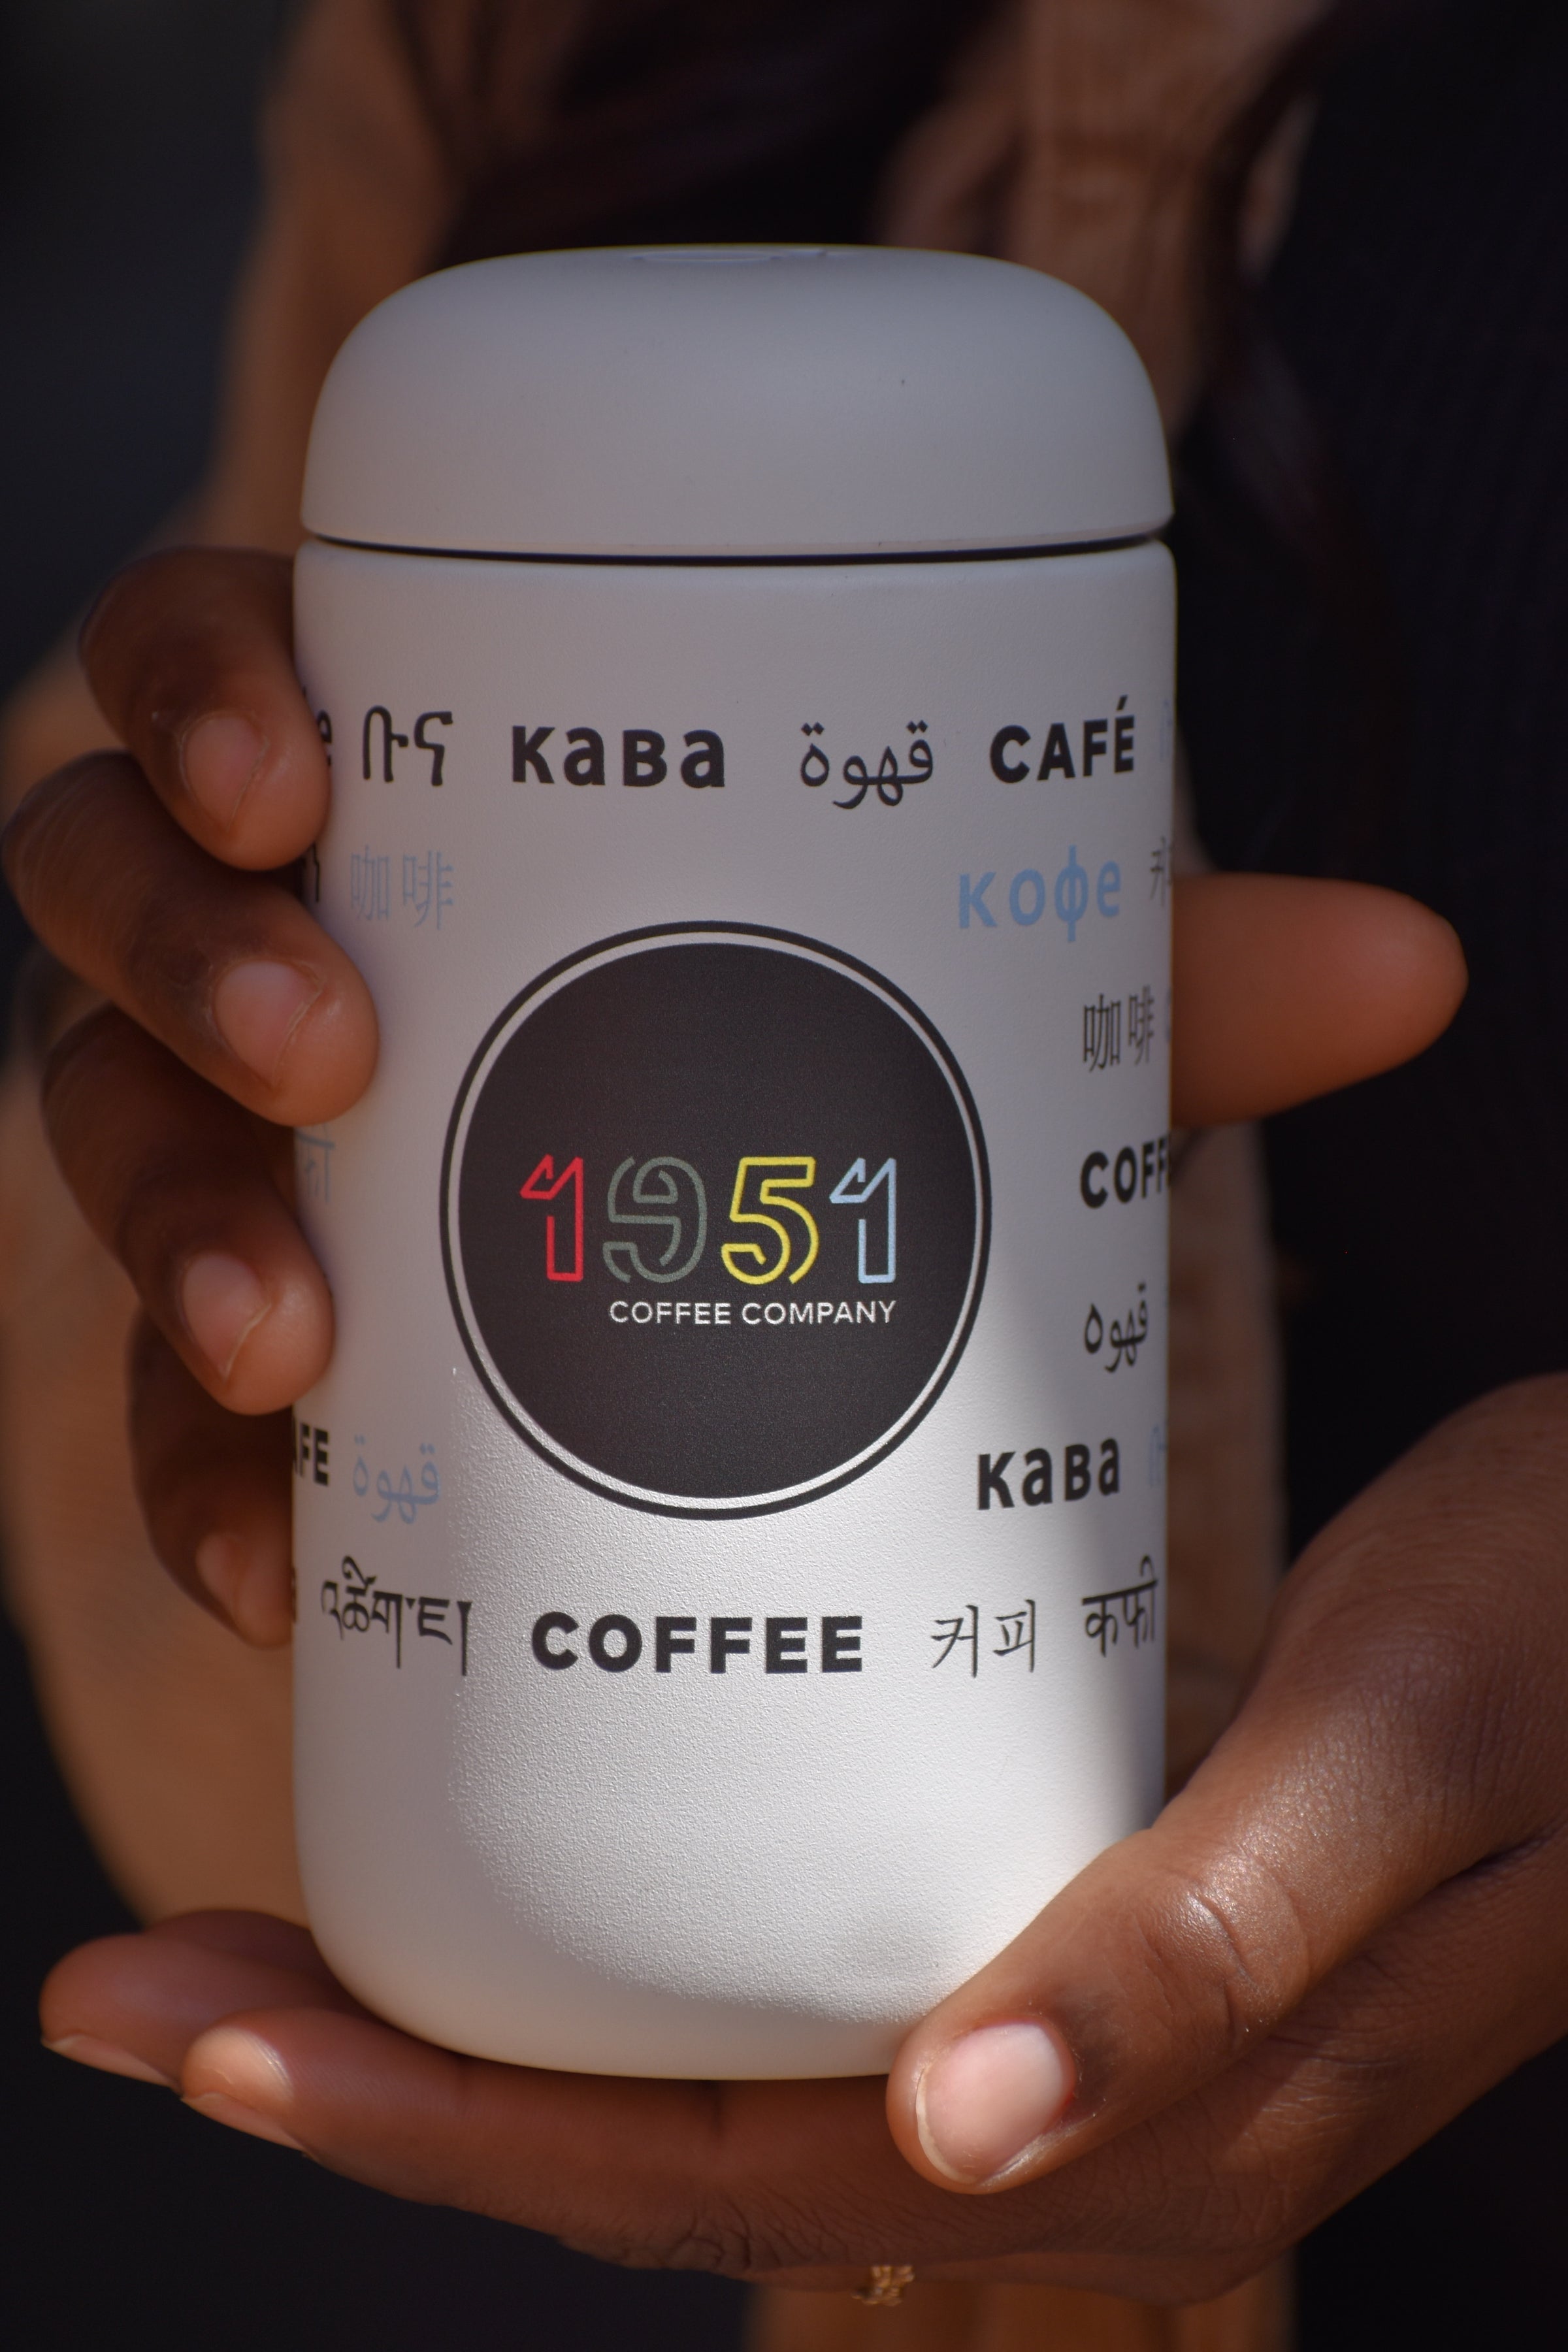 ቡና кава قهوة CAFÉ
咖啡 кофе
咖啡
1951
COFFEE COMPANY
قهوه
قهوة кава
འཚིག་ཇ། COFFEE 커피 कफी